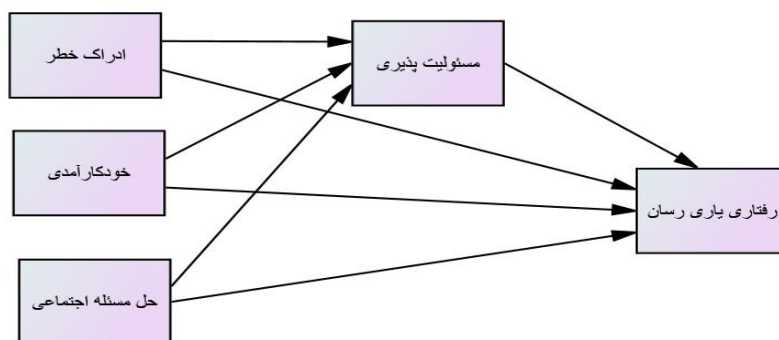 ادراک خطر
مسئولیت پذیری
خودکارآمدی
رفتاری یاری رسان
حل مسئله اجتماعی